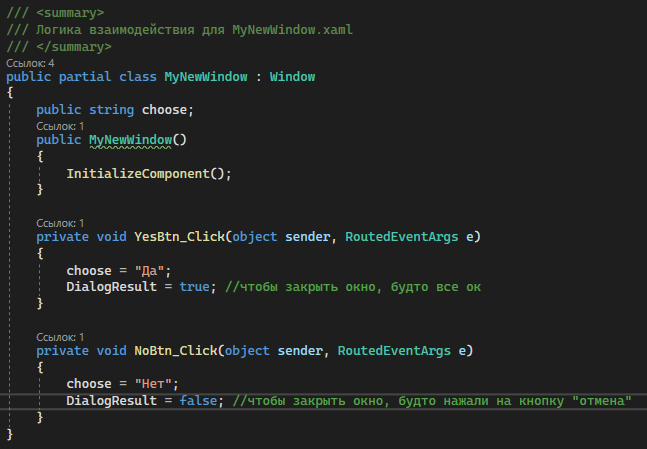 /// <summary>
/// Логика взаимодействия для MyNewWindow.xaml
/// </summary>
Ссылок: 4
public partial class MyNewWindow : Window
{
public string choose;
Ссылок: 1
public MyNewWindow()
{
InitializeComponent();
}
Ссылок: 1
private void YesBtn_Click(object sender, RoutedEventArgs e)
{
choose = "Да";
DialogResult = true; //чтобы закрыть окно, будто все ок
}
Ссылок: 1
private void NoBtn_Click(object sender, RoutedEventArgs e)
{
choose = "Нет";
DialogResult = false; //чтобы закрыть окно, будто нажали на кнопку "отмена"
}
}